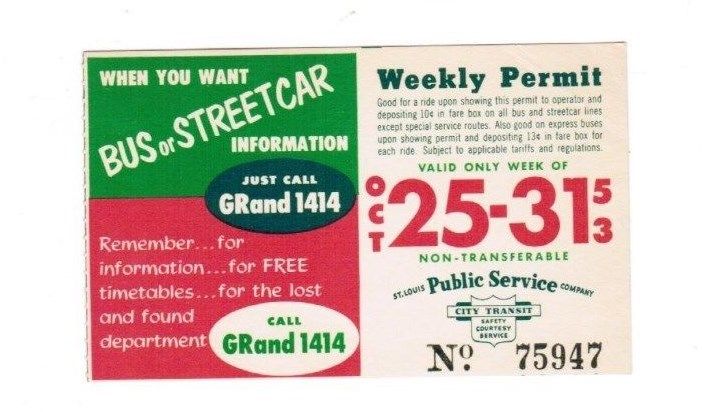 WHEN YOU WANT
BUS or STREETCAR
INFORMATION
JUST CALL
GRand 1414
Remember...for
information...for FREE
timetables...for the lost
and found
department
CALL
GRand 1414
Weekly Permit
Good for a ride upon showing this permit to operator and
depositing 10¢ in fare box on all bus and streetcar lines
except special service routes. Also good on express buses
upon showing permit and depositing 13¢ in fare box for
each ride. Subject to applicable tariffs and regulations.
VALID ONLY WEEK OF
OCT 25-31 53
NON-TRANSFERABLE
ST. LOUIS Public Service COMPANY
CITY TRANSIT
SAFETY
COURTESY
SERVICE
No. 75947